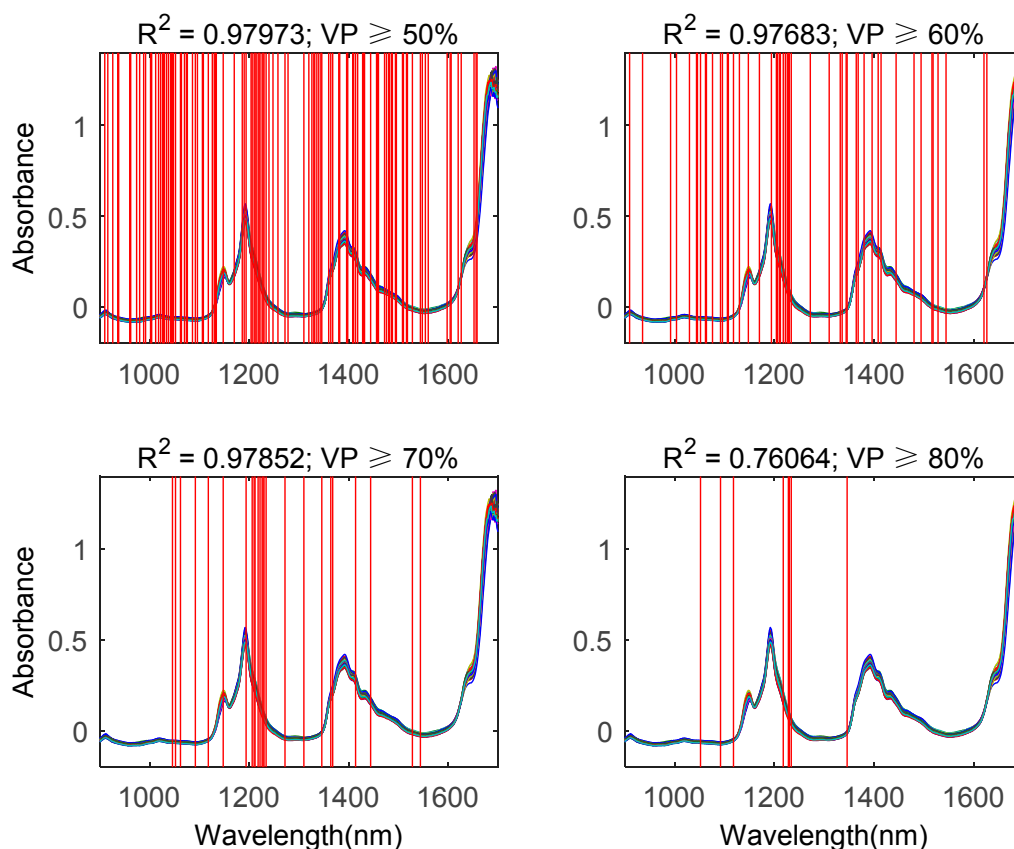 R2 = 0.97973; VP ≥ 50%
R2 = 0.97683; VP ≥ 60%
Absorbance
1
0.5
0
1000 1200 1400 1600
1
0.5
0
1000 1200 1400 1600
R2 = 0.97852; VP ≥ 70%
R2 = 0.76064; VP ≥ 80%
Absorbance
1
0.5
0
1000 1200 1400 1600
Wavelength(nm)
1
0.5
0
1000 1200 1400 1600
Wavelength(nm)